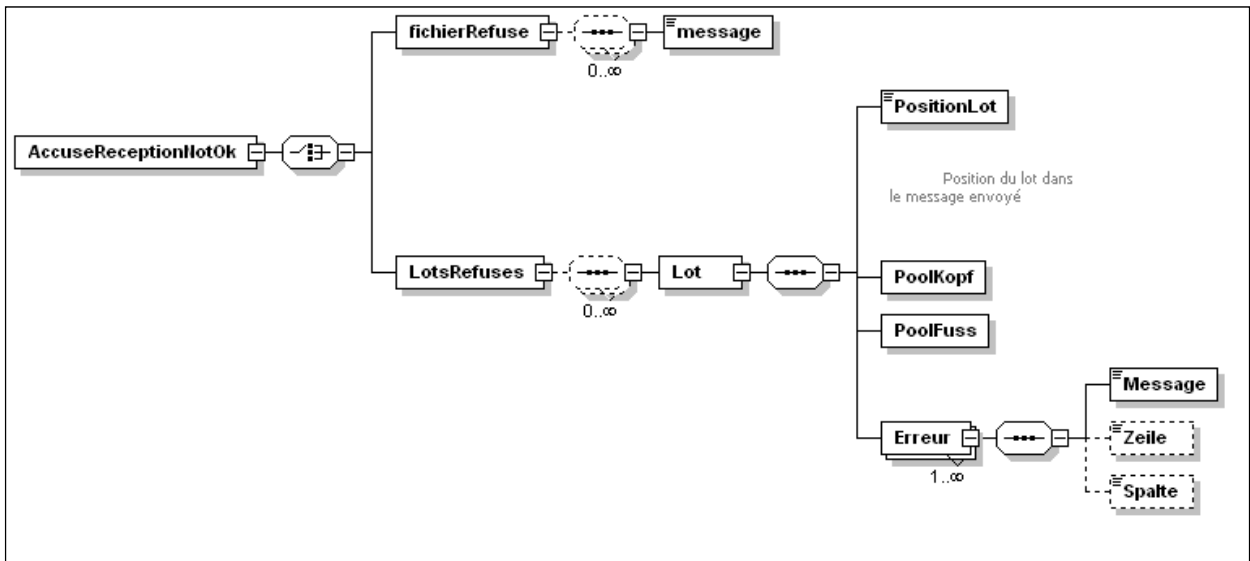 fichierRefuse
message
0..∞
PositionLot
AccuseReceptionNotOk
Position du lot dans
le message envoyé
LotsRefuses
Lot
0..∞
PoolKopf
PoolFuss
Message
Erreur
Zeile
1..∞
Spalte